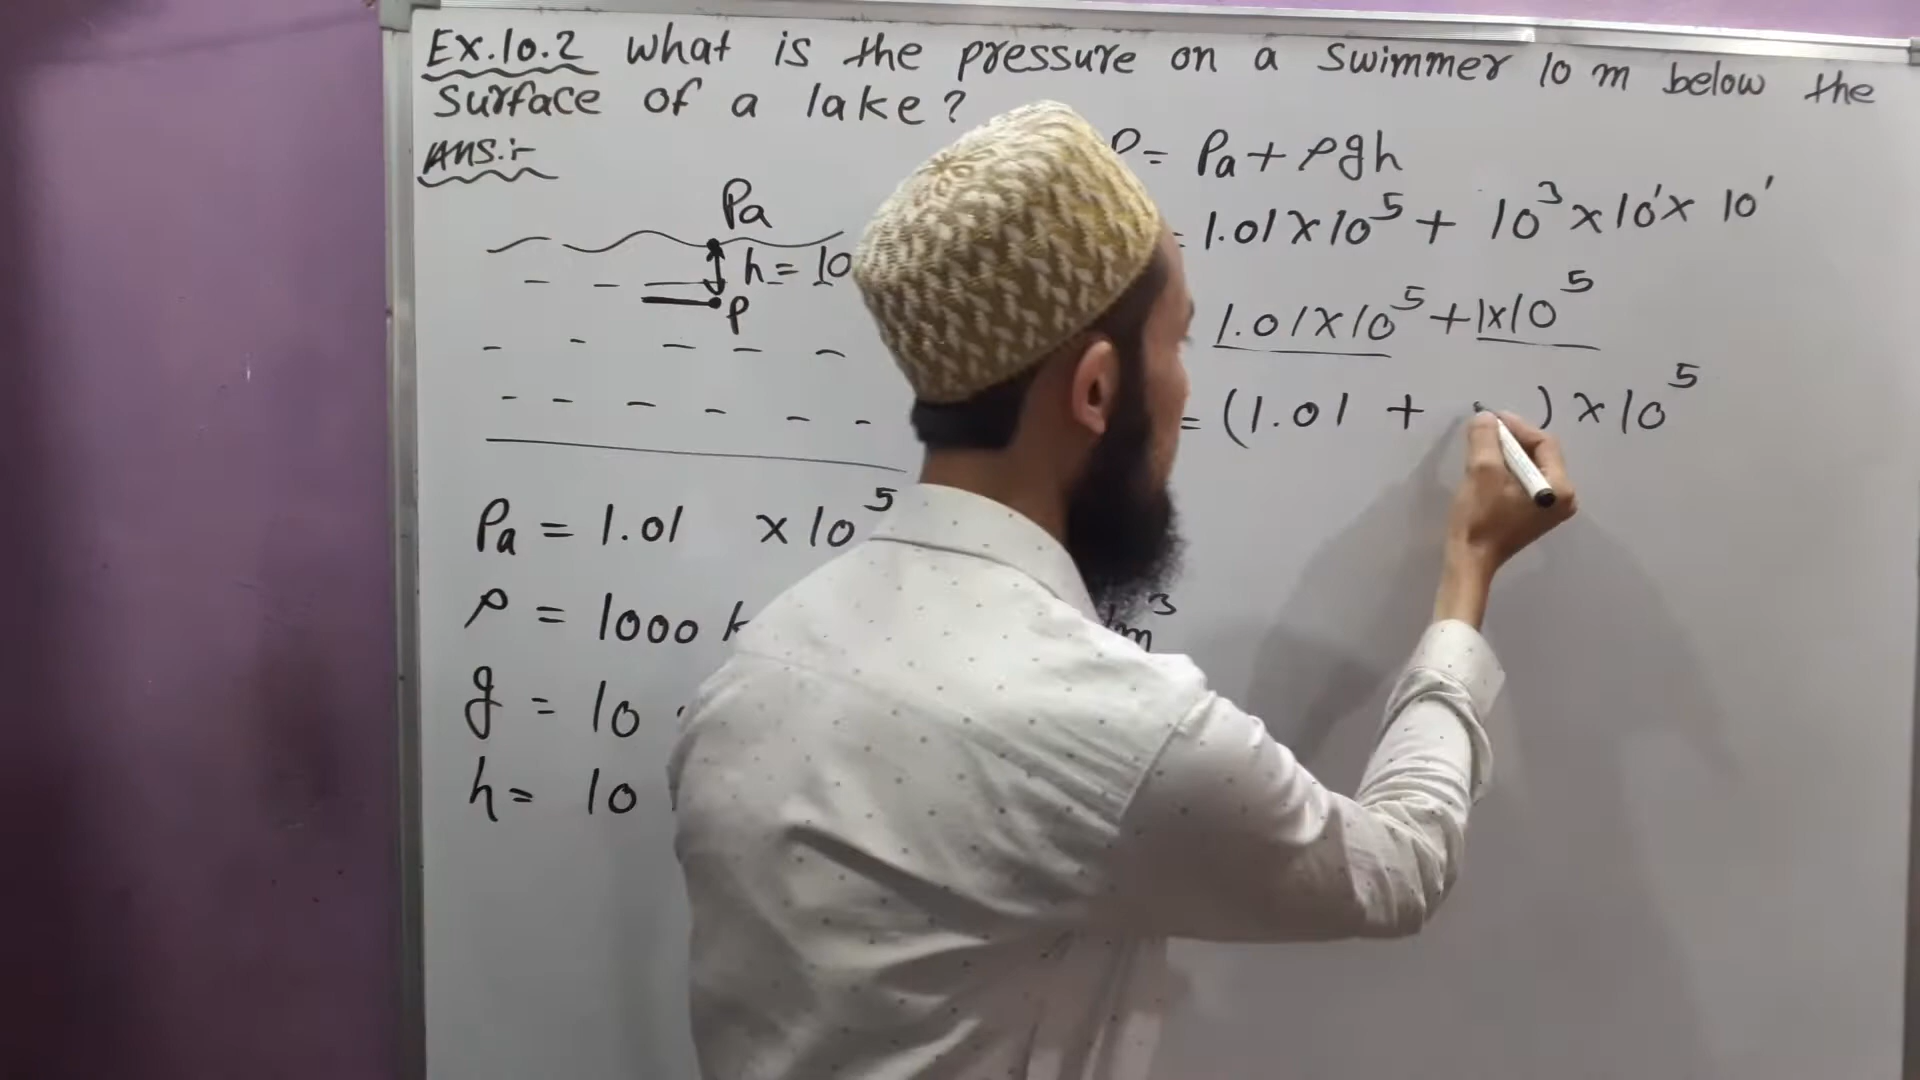 Ex.10.2 What is the pressure on a swimmer 10 m below the
surface of a lake?
Ans.:-
Pa
h = 10
P
Pa = 1.01 × 10⁵
ρ = 1000
/m³
g = 10
h = 10
P = Pa + ρgh
= 1.01 × 10⁵ + 10³ × 10¹ × 10¹
1.01 × 10⁵ + 1 × 10⁵
= (1.01 + ) × 10⁵